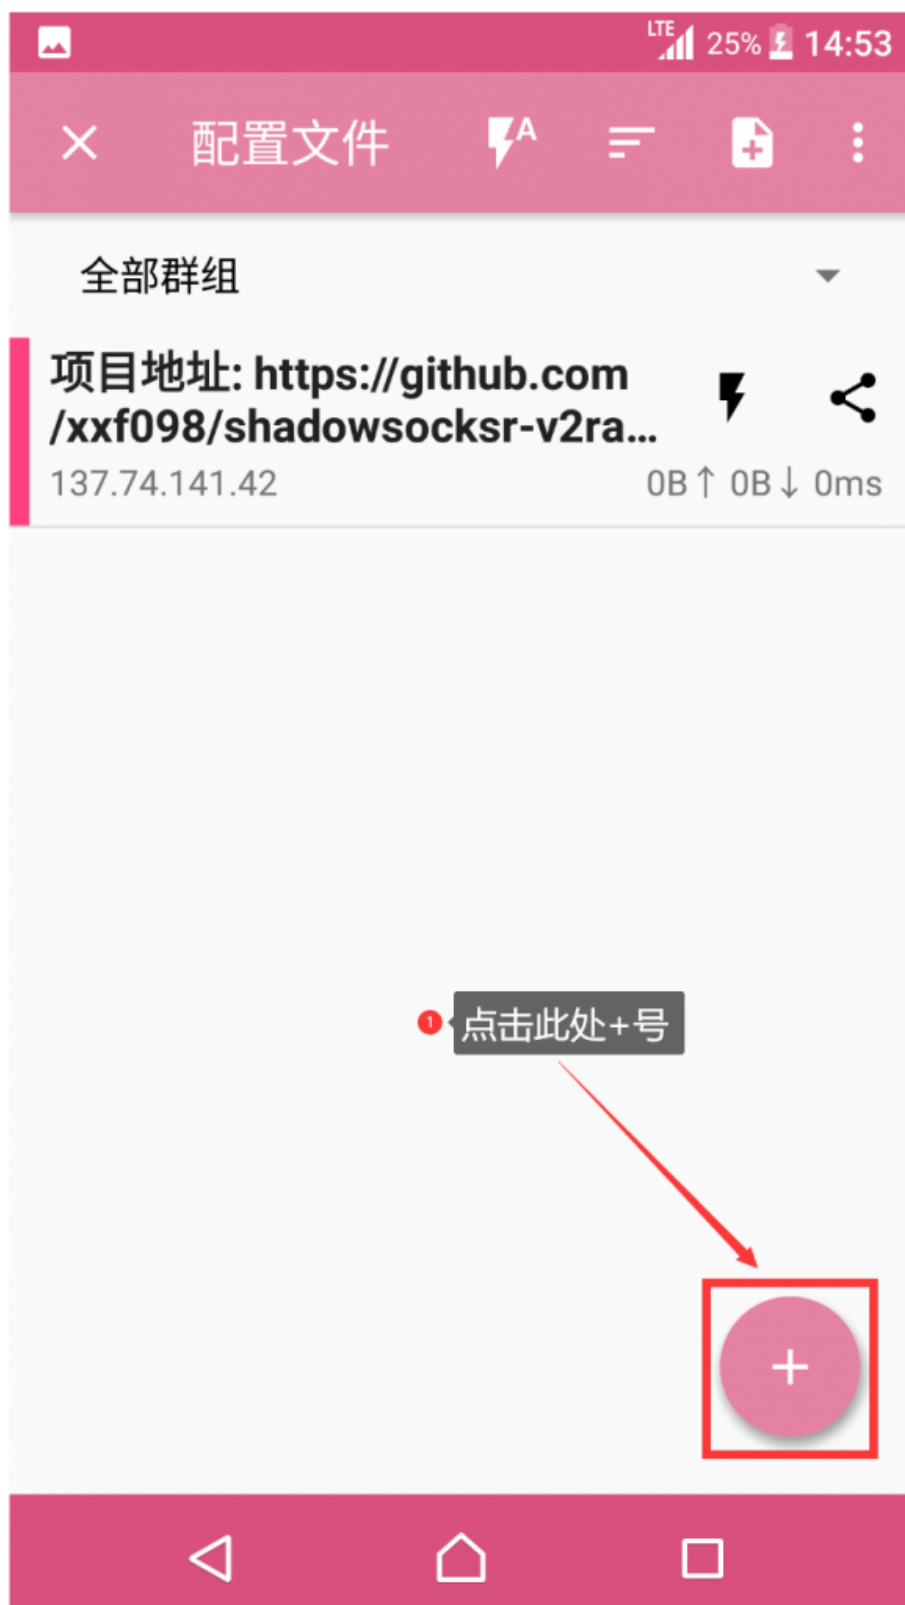 LTE 25% 14:53
配置文件 A
全部群组
项目地址: https://github.com
/xxf098/shadowsocksr-v2ra...
137.74.141.42 0B↑ 0B↓ 0ms
1 点击此处+号